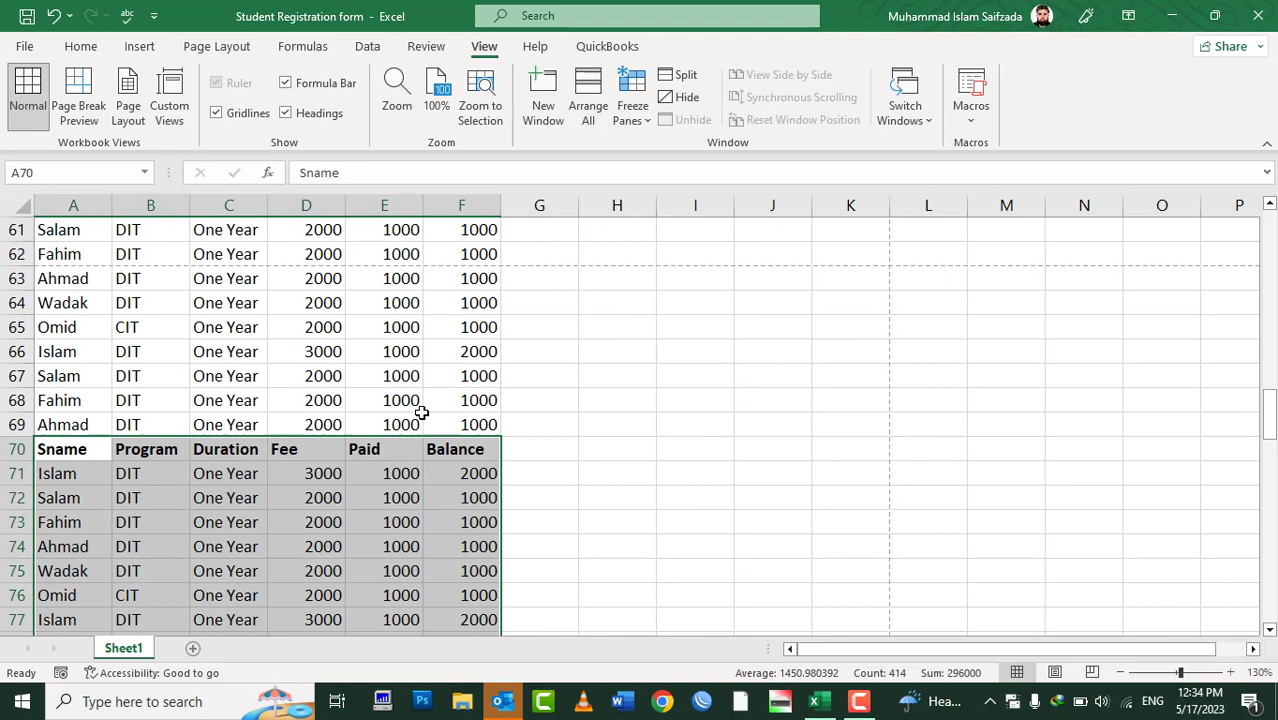 Student Registration form - Excel
Search
Muhammad Islam Saifzada
File Home Insert Page Layout Formulas Data Review View Help QuickBooks Share
Normal Page Break Preview Page Layout Custom Views
Ruler Formula Bar
Gridlines Headings
Zoom 100% Zoom to Selection
100
New Window Arrange All Freeze Panes
Split
Hide
Unhide
View Side by Side
Synchronous Scrolling
Reset Window Position
Switch Windows
Macros
Workbook Views Show Zoom Window Macros
A70 fx Sname
A B C D E F G H I J K L M N O P
61 Salam DIT One Year 2000 1000 1000
62 Fahim DIT One Year 2000 1000 1000
63 Ahmad DIT One Year 2000 1000 1000
64 Wadak DIT One Year 2000 1000 1000
65 Omid CIT One Year 2000 1000 1000
66 Islam DIT One Year 3000 1000 2000
67 Salam DIT One Year 2000 1000 1000
68 Fahim DIT One Year 2000 1000 1000
69 Ahmad DIT One Year 2000 1000 1000
70 Sname Program Duration Fee Paid Balance
71 Islam DIT One Year 3000 1000 2000
72 Salam DIT One Year 2000 1000 1000
73 Fahim DIT One Year 2000 1000 1000
74 Ahmad DIT One Year 2000 1000 1000
75 Wadak DIT One Year 2000 1000 1000
76 Omid CIT One Year 2000 1000 1000
77 Islam DIT One Year 3000 1000 2000
Sheet1
Ready Accessibility: Good to go Average: 1450.980392 Count: 414 Sum: 296000 130%
Type here to search
Hea...
ENG
12:34 PM
5/17/2023